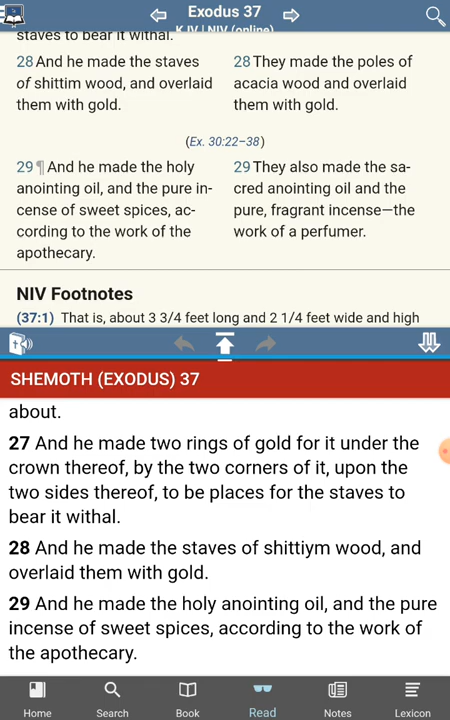 Exodus 37
KJV | NIV (online)
staves to bear it withal.
28 And he made the staves
of shittim wood, and overlaid
them with gold.
28 They made the poles of
acacia wood and overlaid
them with gold.
(Ex. 30:22–38)
29 ¶ And he made the holy
anointing oil, and the pure in-
cense of sweet spices, ac-
cording to the work of the
apothecary.
29 They also made the sa-
cred anointing oil and the
pure, fragrant incense—the
work of a perfumer.
NIV Footnotes
(37:1) That is, about 3 3/4 feet long and 2 1/4 feet wide and high
SHEMOTH (EXODUS) 37
about.
27 And he made two rings of gold for it under the
crown thereof, by the two corners of it, upon the
two sides thereof, to be places for the staves to
bear it withal.
28 And he made the staves of shittiym wood, and
overlaid them with gold.
29 And he made the holy anointing oil, and the pure
incense of sweet spices, according to the work of
the apothecary.
Home
Search
Book
Read
Notes
Lexicon